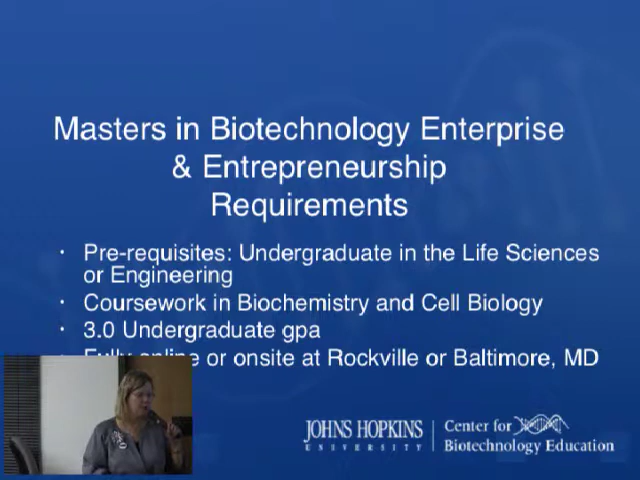 Masters in Biotechnology Enterprise
& Entrepreneurship
Requirements
• Pre-requisites: Undergraduate in the Life Sciences
or Engineering
• Coursework in Biochemistry and Cell Biology
• 3.0 Undergraduate gpa
• Fully online or onsite at Rockville or Baltimore, MD
JOHNS HOPKINS
UNIVERSITY
Center for
Biotechnology Education